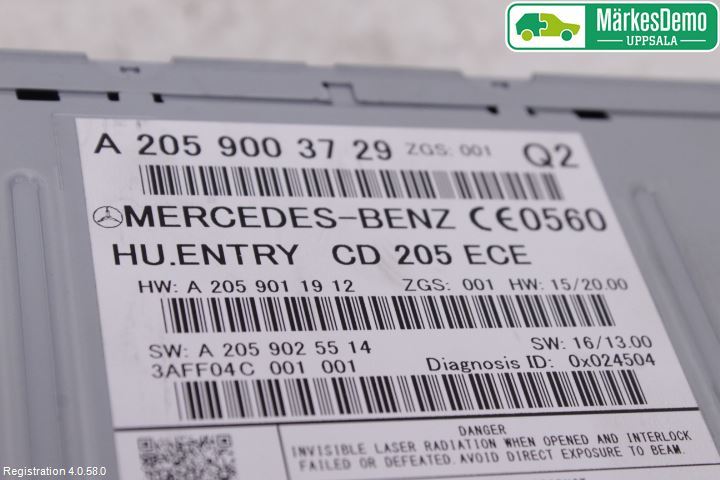 MärkesDemo
UPPSALA
A 205 900 37 29 ZGS: 001 Q2
MERCEDES-BENZ CE0560
HU.ENTRY CD 205 ECE
HW: A 205 901 19 12 ZGS: 001 HW: 15/20.00
SW: A 205 902 55 14 SW: 16/13.00
3AFF04C 001 001 Diagnosis ID: 0x024504
DANGER
INVISIBLE LASER RADIATION WHEN OPENED AND INTERLOCK
FAILED OR DEFEATED. AVOID DIRECT EXPOSURE TO BEAM.
Registration 4.0.58.0